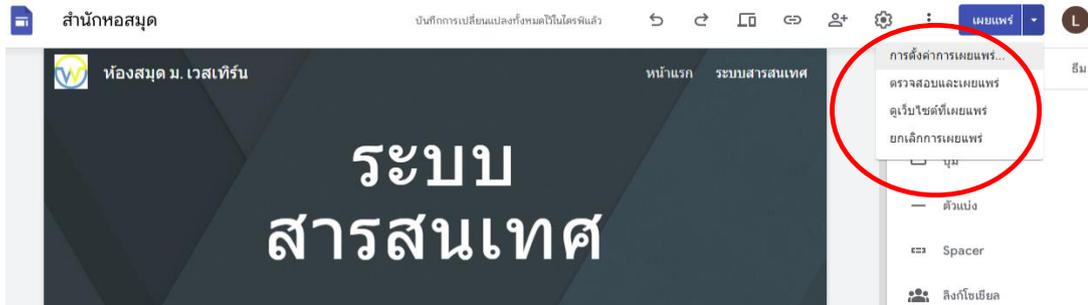 สำนักหอสมุด
บันทึกการเปลี่ยนแปลงทั้งหมดไว้ในไดรฟ์แล้ว
เผยแพร่
L
ห้องสมุด ม. เวสเทิร์น
หน้าแรก ระบบสารสนเทศ
การตั้งค่าการเผยแพร่...
ตรวจสอบและเผยแพร่
ดูเว็บไซต์ที่เผยแพร่
ยกเลิกการเผยแพร่
ธีม
ระบบ
สารสนเทศ
ปุ่ม
ตัวแบ่ง
Spacer
ลิงก์โซเชียล